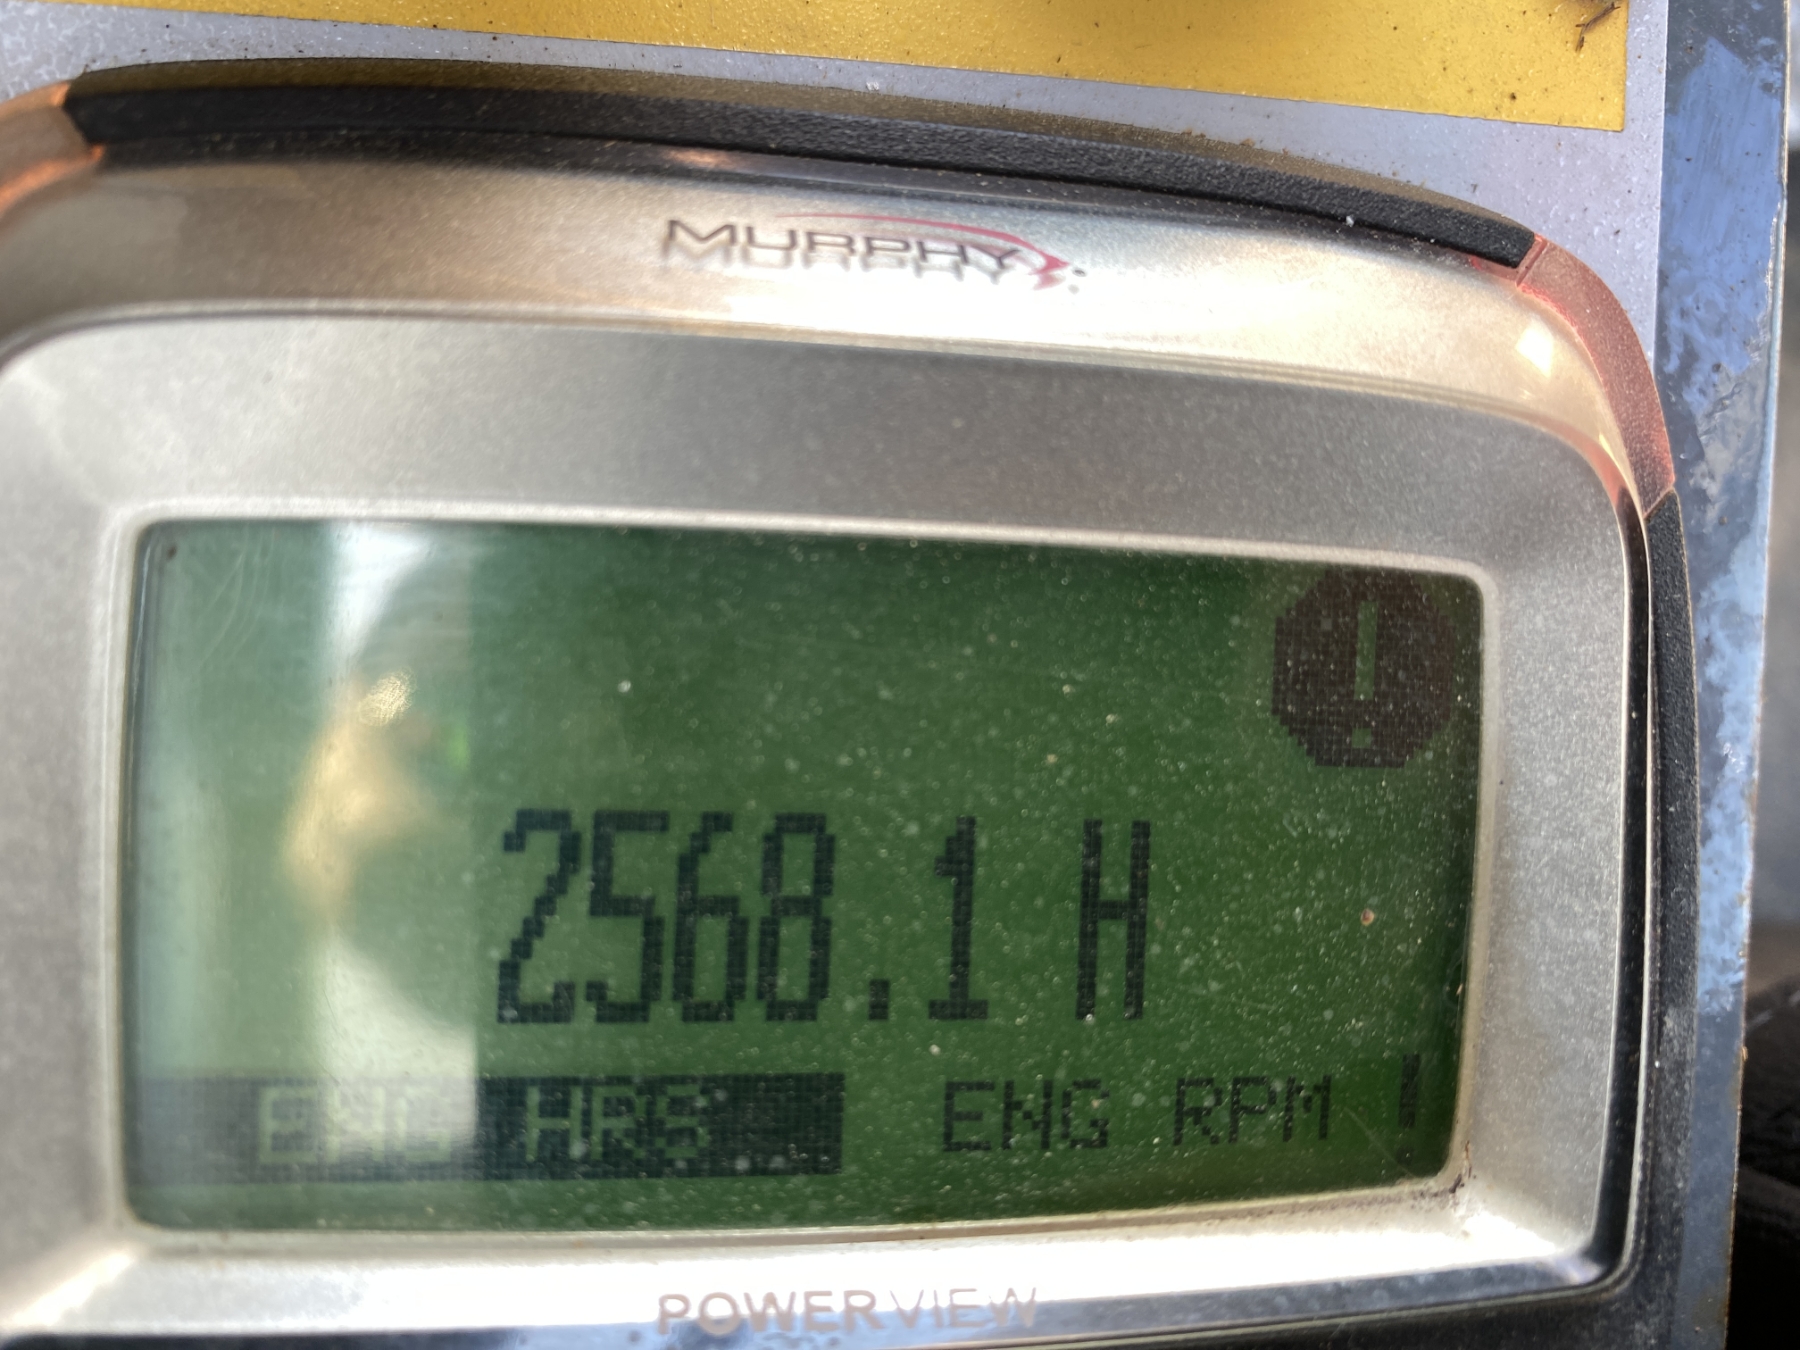 MURPHY
!
2568.1 H
ENG HRS ENG RPM !
POWERVIEW